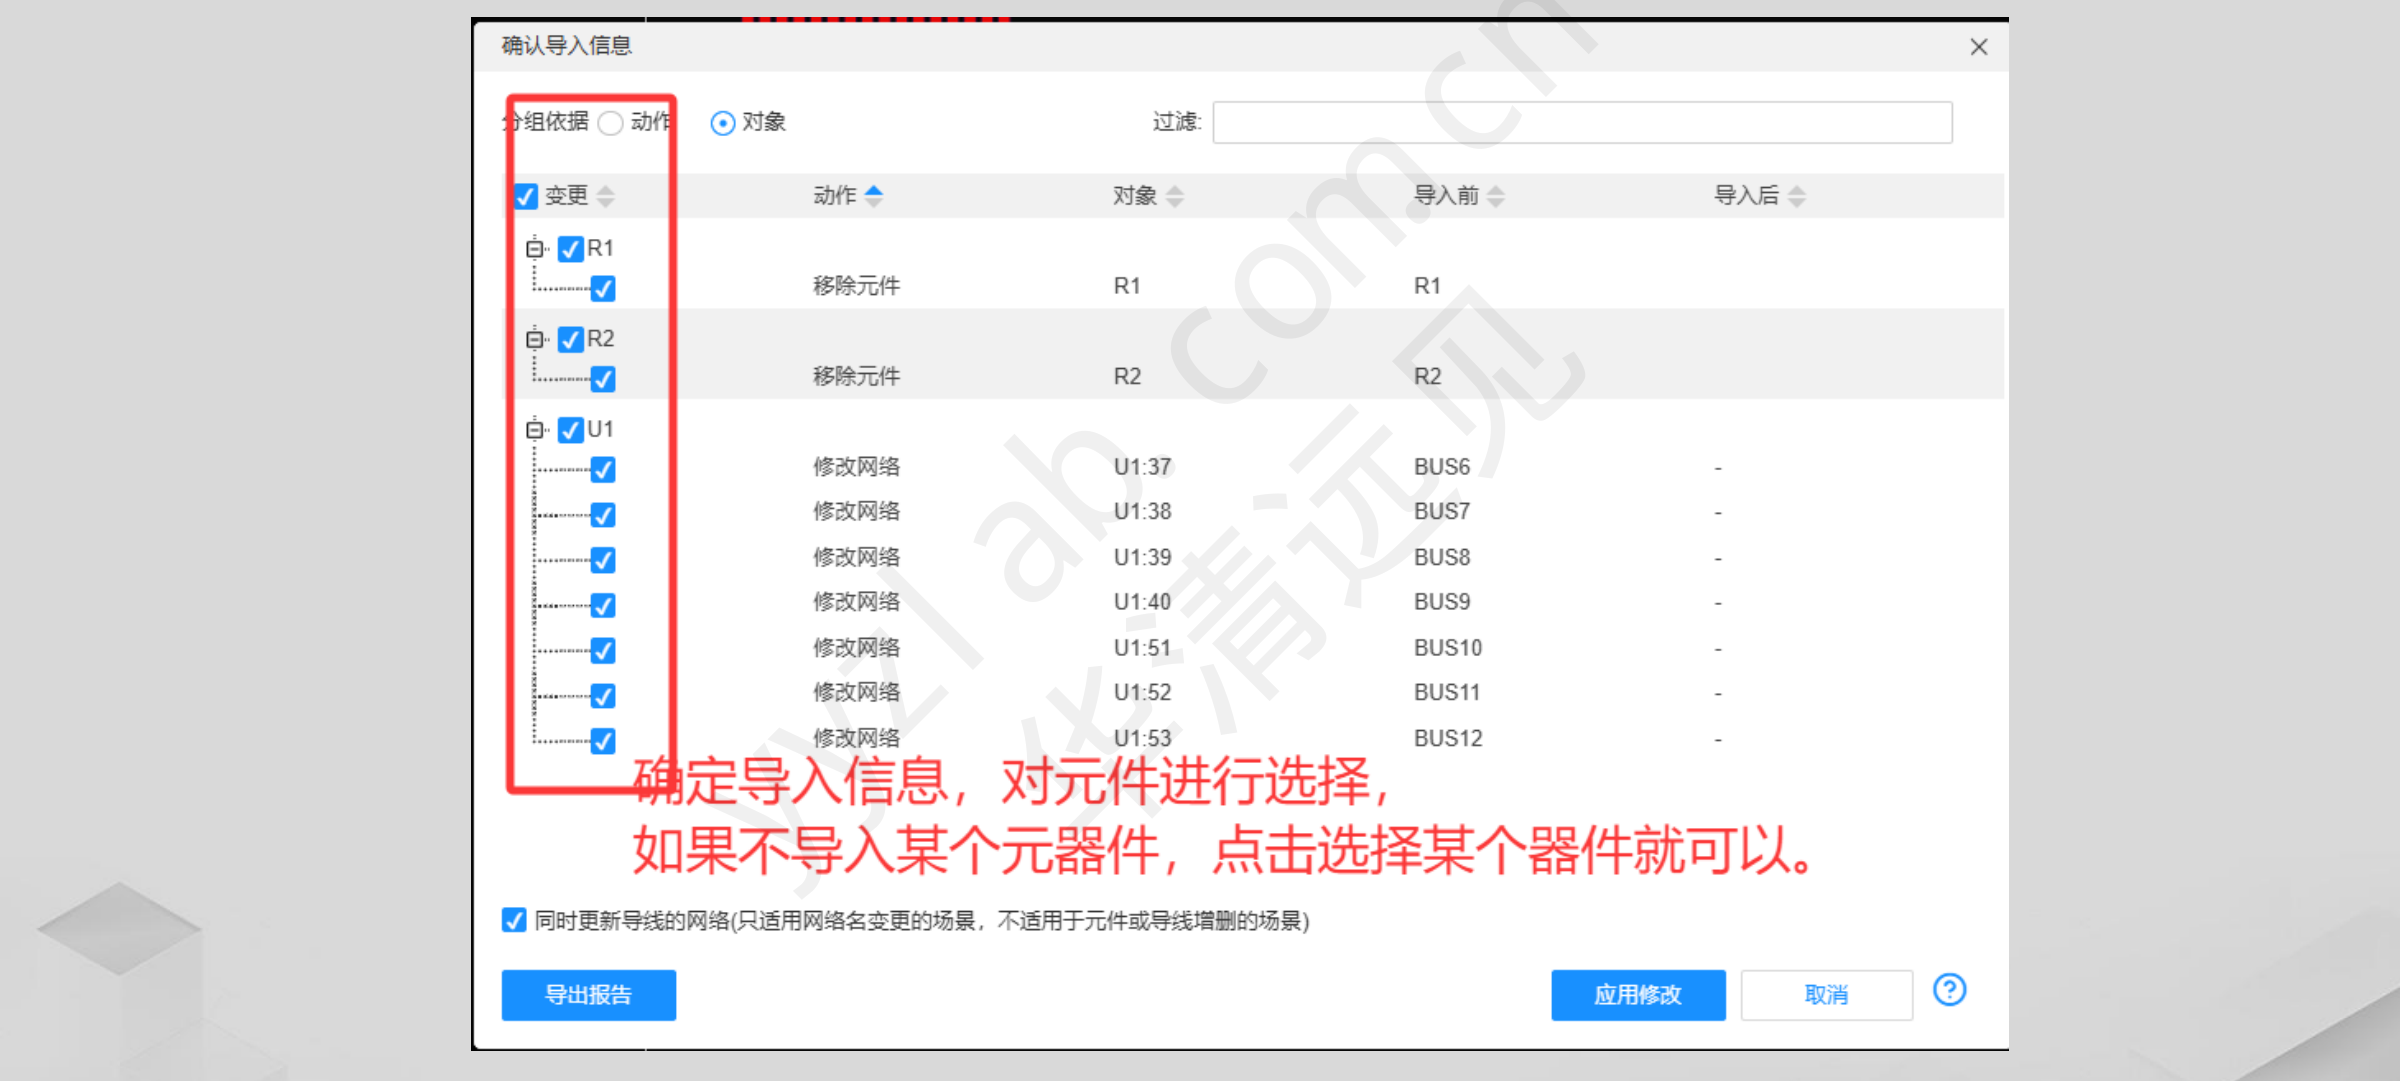 确认导入信息
分组依据 动作 对象 过滤:
变更 动作 对象 导入前 导入后
R1
移除元件 R1 R1
R2
移除元件 R2 R2
U1
修改网络 U1:37 BUS6 -
修改网络 U1:38 BUS7 -
修改网络 U1:39 BUS8 -
修改网络 U1:40 BUS9 -
修改网络 U1:51 BUS10 -
修改网络 U1:52 BUS11 -
修改网络 U1:53 BUS12 -
确定导入信息，对元件进行选择，
如果不导入某个元器件，点击选择某个器件就可以。
同时更新导线的网络(只适用网络名变更的场景，不适用于元件或导线增删的场景)
导出报告 应用修改 取消 ?
yyzlab.com.cn
华清远见